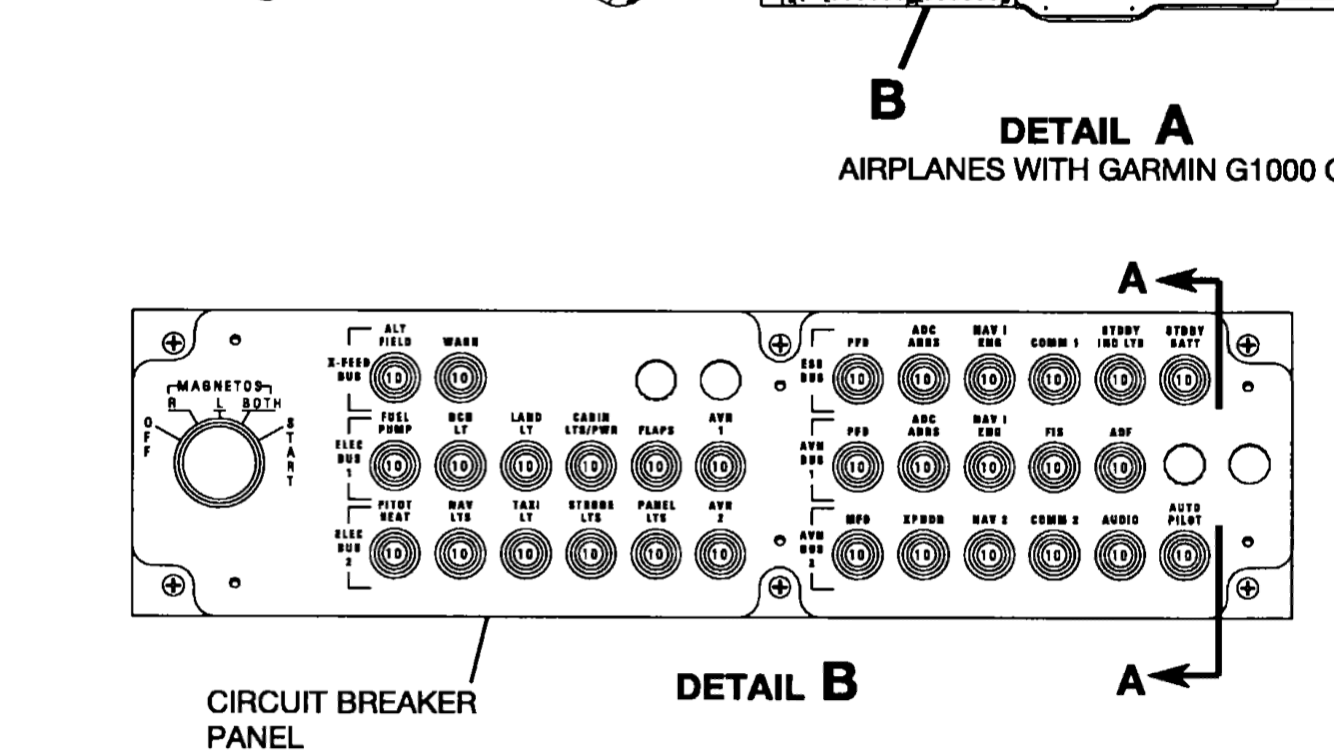 B
DETAIL A
AIRPLANES WITH GARMIN G1000
A
ALT
FIELD
WARN
X-FEED
BUS
10 10
PFD
ADC
AHRS
NAV 1
ENG
COMM 1
STDBY
IND LTS
STDBY
BATT
ESS
BUS
10 10 10 10 10 10
MAGNETOS
R L BOTH
OFF
START
FUEL
PUMP
BCN
LT
LAND
LT
CABIN
LTS/PWR
FLAPS
AVN
1
ELEC
BUS
1
10 10 10 10 10 10
PFD
ADC
AHRS
NAV 1
ENG
FIS
ADF
AVN
BUS
1
10 10 10 10 10
PITOT
HEAT
NAV
LTS
TAXI
LT
STROBE
LTS
PANEL
LTS
AVN
2
ELEC
BUS
2
10 10 10 10 10 10
MFD
XPNDR
NAV 2
COMM 2
AUDIO
AUTO
PILOT
AVN
BUS
2
10 10 10 10 10 10
A
CIRCUIT BREAKER
PANEL
DETAIL B